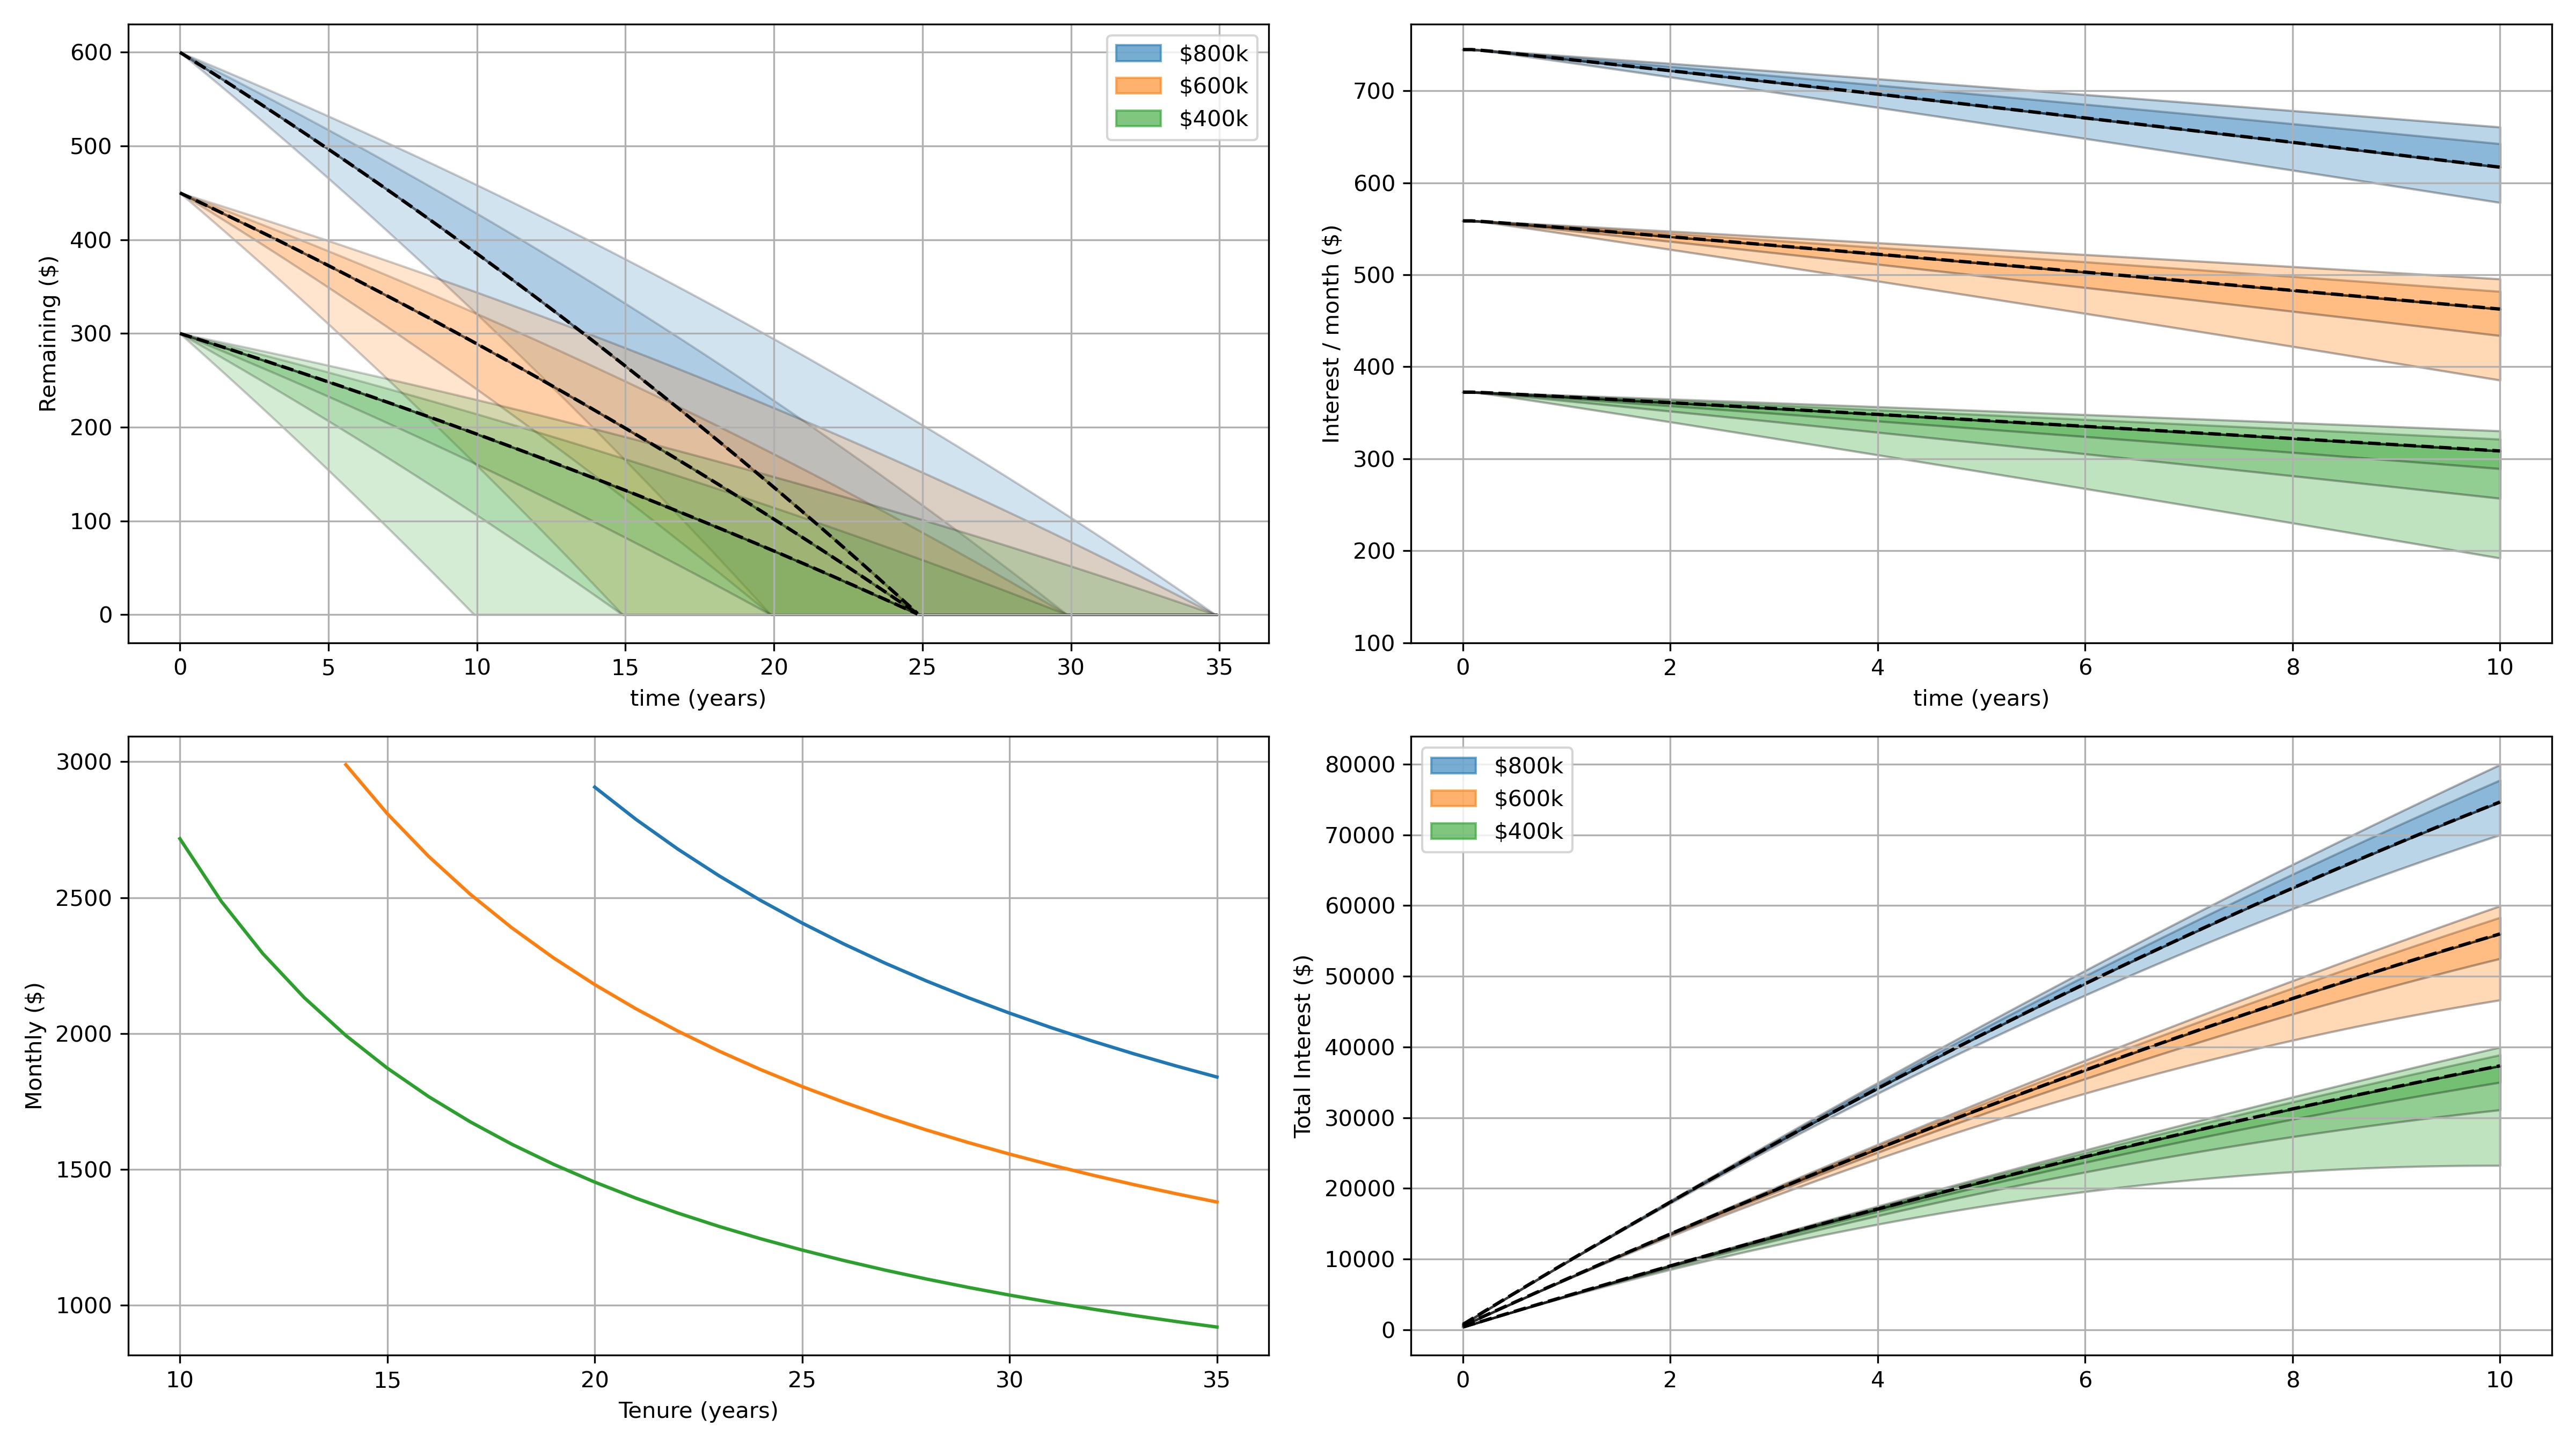 600
500
400
300
200
100
0
Remaining ($)
0 5 10 15 20 25 30 35
time (years)
$800k
$600k
$400k
700
600
500
400
300
200
100
Interest / month ($)
0 2 4 6 8 10
time (years)
3000
2500
2000
1500
1000
Monthly ($)
10 15 20 25 30 35
Tenure (years)
80000
70000
60000
50000
40000
30000
20000
10000
0
Total Interest ($)
$800k
$600k
$400k
0 2 4 6 8 10